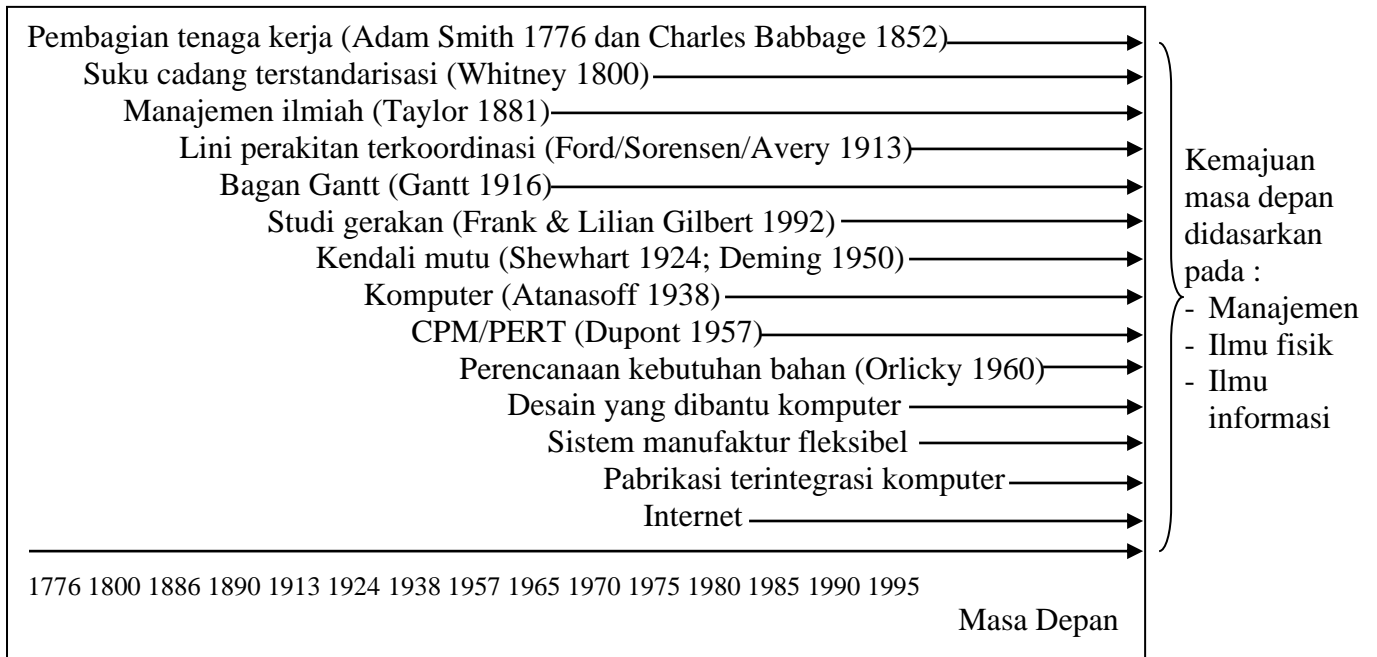 Pembagian tenaga kerja (Adam Smith 1776 dan Charles Babbage 1852)
Suku cadang terstandarisasi (Whitney 1800)
Manajemen ilmiah (Taylor 1881)
Lini perakitan terkoordinasi (Ford/Sorensen/Avery 1913)
Bagan Gantt (Gantt 1916)
Studi gerakan (Frank & Lilian Gilbert 1992)
Kendali mutu (Shewhart 1924; Deming 1950)
Komputer (Atanasoff 1938)
CPM/PERT (Dupont 1957)
Perencanaan kebutuhan bahan (Orlicky 1960)
Desain yang dibantu komputer
Sistem manufaktur fleksibel
Pabrikasi terintegrasi komputer
Internet
1776 1800 1886 1890 1913 1924 1938 1957 1965 1970 1975 1980 1985 1990 1995
Masa Depan
Kemajuan
masa depan
didasarkan
pada :
- Manajemen
- Ilmu fisik
- Ilmu
informasi